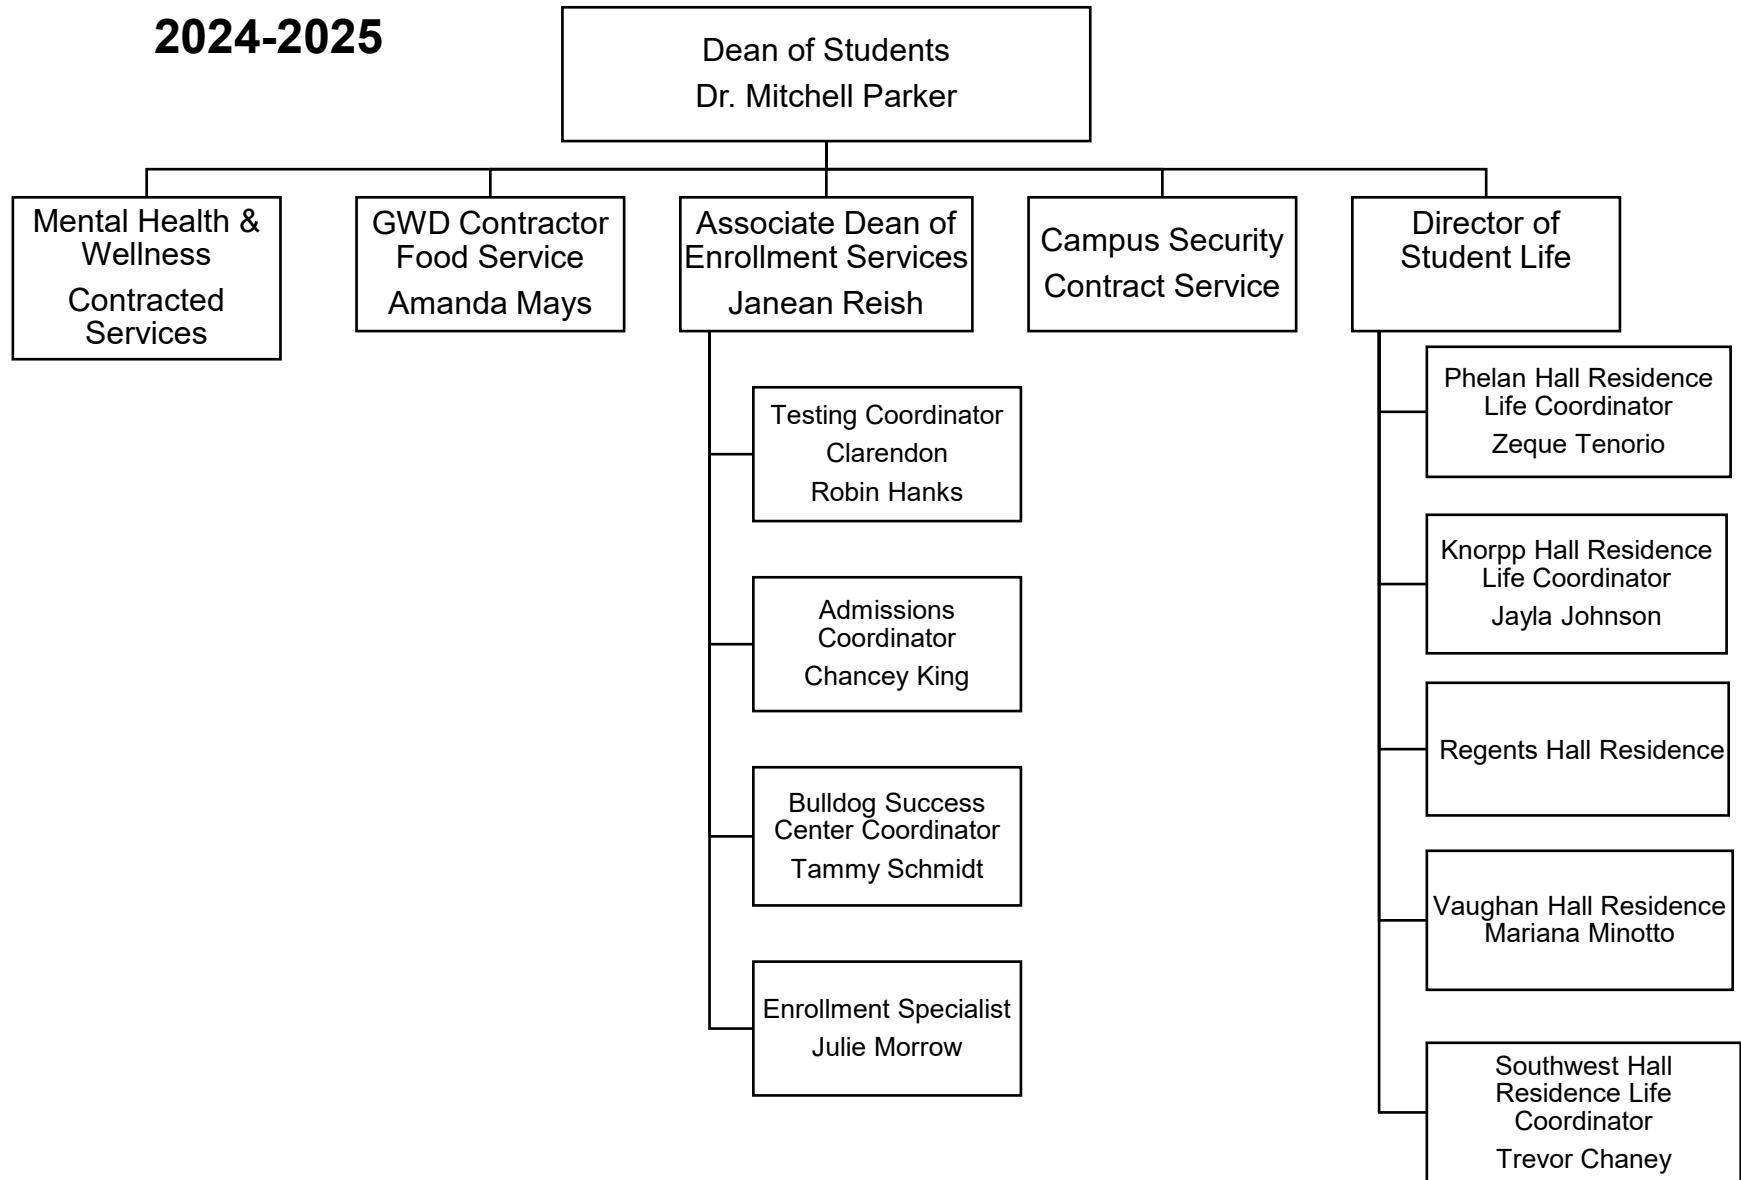 2024-2025
Dean of Students
Dr. Mitchell Parker
Mental Health &
Wellness
Contracted
Services
GWD Contractor
Food Service
Amanda Mays
Associate Dean of
Enrollment Services
Janean Reish
Campus Security
Contract Service
Director of
Student Life
Testing Coordinator
Clarendon
Robin Hanks
Admissions
Coordinator
Chancey King
Bulldog Success
Center Coordinator
Tammy Schmidt
Enrollment Specialist
Julie Morrow
Phelan Hall Residence
Life Coordinator
Zeque Tenorio
Knorpp Hall Residence
Life Coordinator
Jayla Johnson
Regents Hall Residence
Vaughan Hall Residence
Mariana Minotto
Southwest Hall
Residence Life
Coordinator
Trevor Chaney